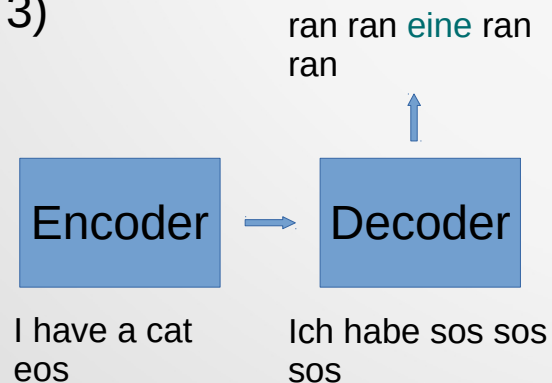 3)
ran ran eine ran
ran
Encoder
Decoder
I have a cat
eos
Ich habe sos sos
sos